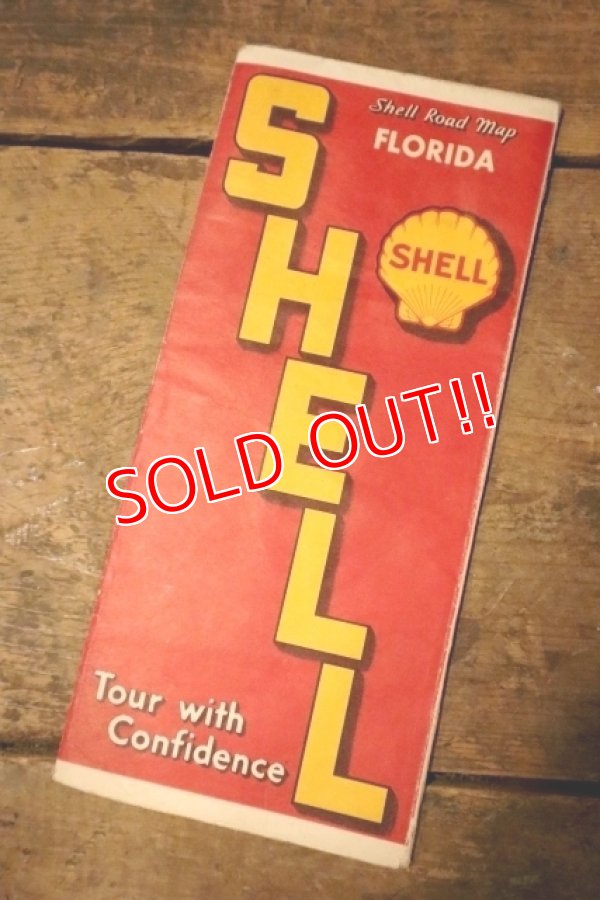 Shell Road Map
FLORIDA
SHELL
SHELL
SOLD OUT!!
Tour with
Confidence